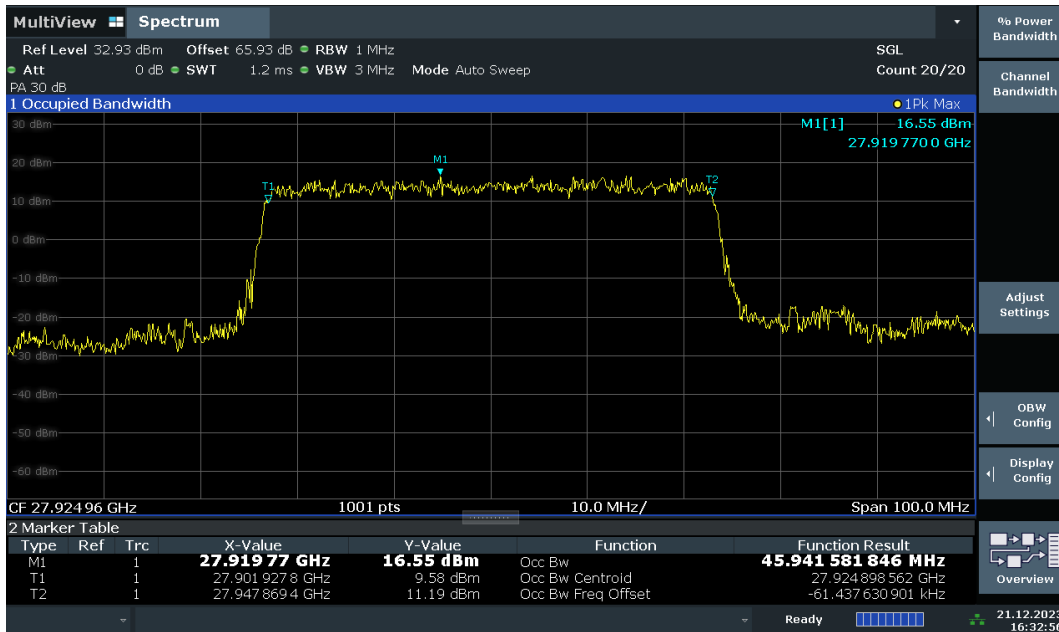 MultiView Spectrum
Ref Level 32.93 dBm Offset 65.93 dB RBW 1 MHz SGL
Att 0 dB SWT 1.2 ms VBW 3 MHz Mode Auto Sweep Count 20/20
PA 30 dB
1 Occupied Bandwidth 1Pk Max
30 dBm
M1[1] 16.55 dBm
27.919 770 0 GHz
20 dBm
M1
T1
T2
10 dBm
0 dBm
-10 dBm
-20 dBm
-30 dBm
-40 dBm
-50 dBm
-60 dBm
CF 27.924 96 GHz 1001 pts 10.0 MHz/ Span 100.0 MHz
2 Marker Table
Type Ref Trc X-Value Y-Value Function Function Result
M1 1 27.919 77 GHz 16.55 dBm Occ Bw 45.941 581 846 MHz
T1 1 27.901 927 8 GHz 9.58 dBm Occ Bw Centroid 27.924 898 562 GHz
T2 1 27.947 869 4 GHz 11.19 dBm Occ Bw Freq Offset -61.437 630 901 kHz
Ready
21.12.2023
16:32:5
% Power
Bandwidth
Channel
Bandwidth
Adjust
Settings
OBW
Config
Display
Config
Overview